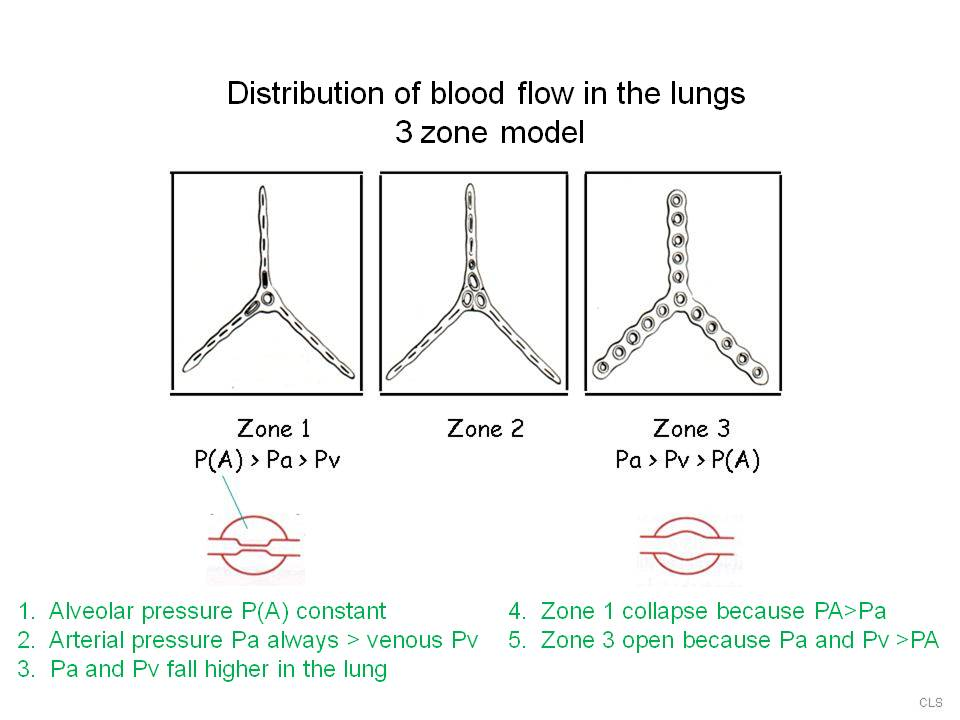 Distribution of blood flow in the lungs
3 zone model
Zone 1
P(A) > Pa > Pv
Zone 2
Zone 3
Pa > Pv > P(A)
1. Alveolar pressure P(A) constant
2. Arterial pressure Pa always > venous Pv
3. Pa and Pv fall higher in the lung
4. Zone 1 collapse because PA>Pa
5. Zone 3 open because Pa and Pv >PA
CLS